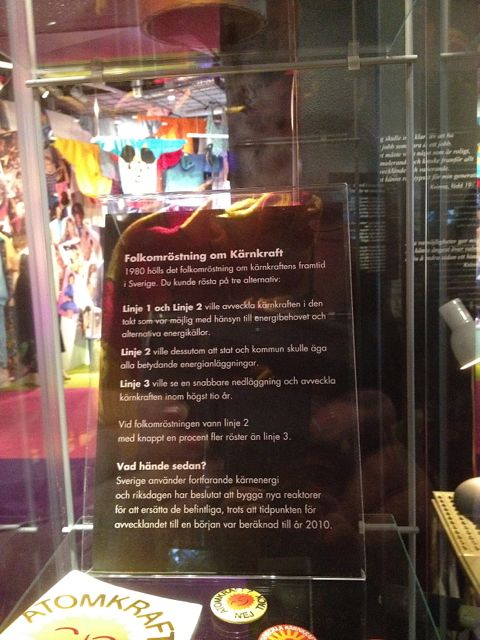 Folkomröstning om Kärnkraft
1980 hölls det folkomröstning om kärnkraftens framtid
i Sverige. Du kunde rösta på tre alternativ:
Linje 1 och Linje 2 ville avveckla kärnkraften i den
takt som var möjlig med hänsyn till energibehovet och
alternativa energikällor.
Linje 2 ville dessutom att stat och kommun skulle äga
alla betydande energianläggningar.
Linje 3 ville se en snabbare nedläggning och avveckla
kärnkraften inom högst tio år.
Vid folkomröstningen vann linje 2
med knappt en procent fler röster än linje 3.
Vad hände sedan?
Sverige använder fortfarande kärnenergi
och riksdagen har beslutat att bygga nya reaktorer
för att ersätta de befintliga, trots att tidpunkten för
avvecklandet till en början var beräknad till år 2010.
ATOMKRAFT
ATOMKRAFT
NEJ